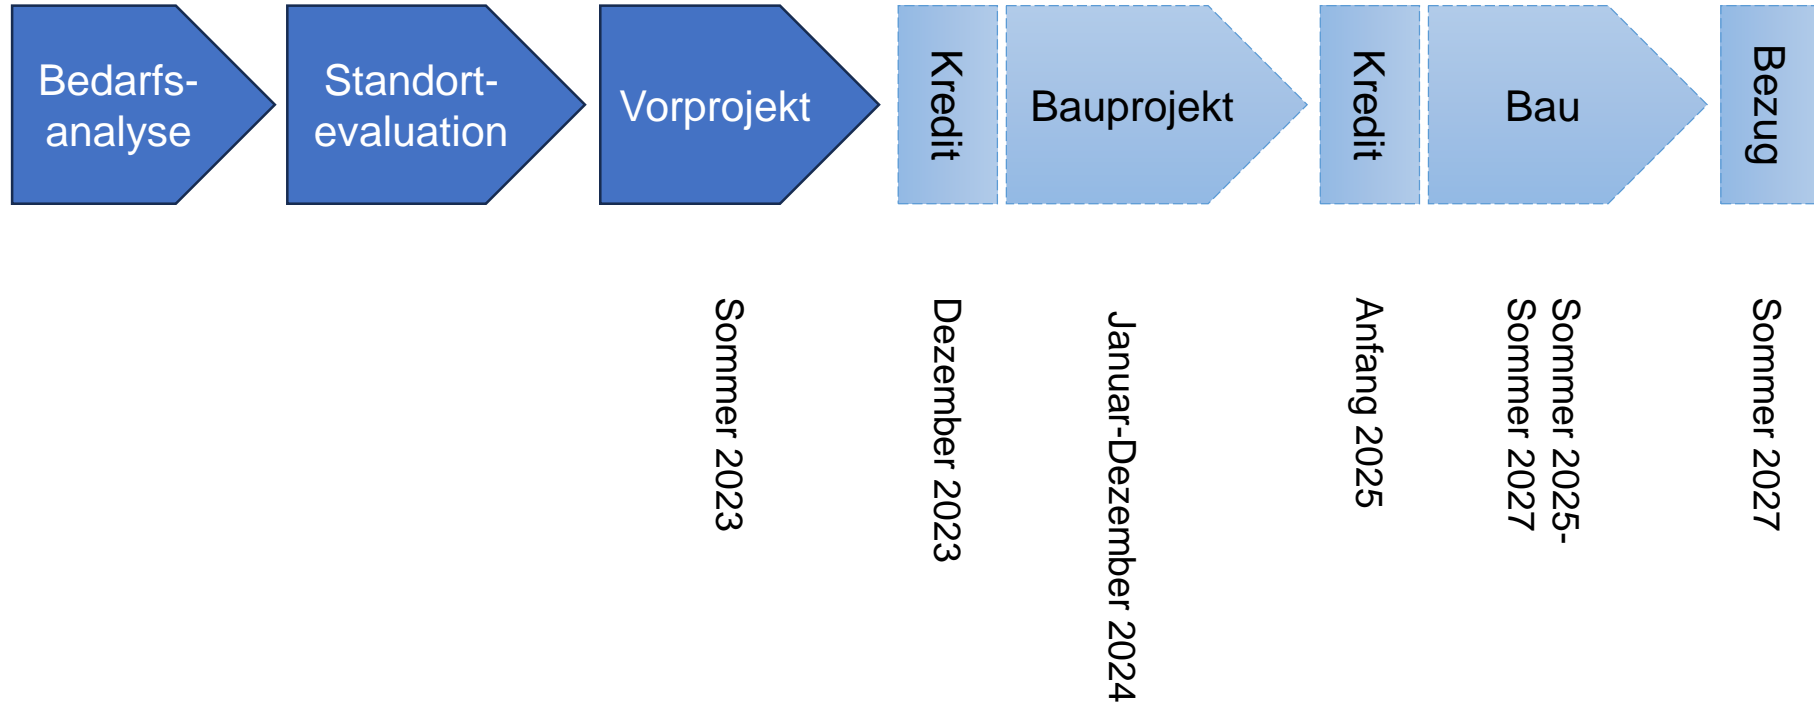 Bedarfs-
analyse
Standort-
evaluation
Vorprojekt
Kredit
Bauprojekt
Kredit
Bau
Bezug
Sommer 2023
Dezember 2023
Januar-Dezember 2024
Anfang 2025
Sommer 2025-
Sommer 2027
Sommer 2027